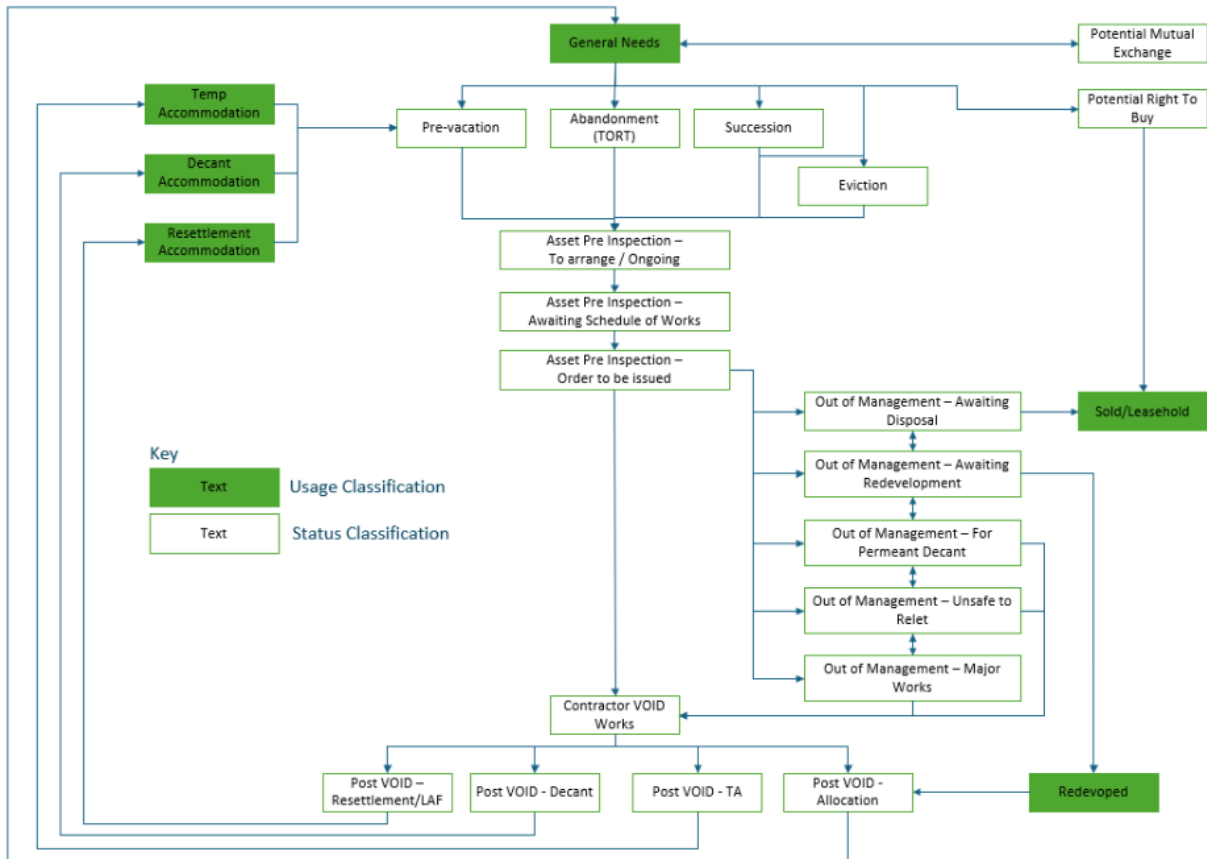 General Needs
Potential Mutual
Exchange
Temp
Accommodation
Pre-vacation
Abandonment
(TORT)
Succession
Potential Right To
Buy
Decant
Accommodation
Eviction
Resettlement
Accommodation
Asset Pre Inspection –
To arrange / Ongoing
Asset Pre Inspection –
Awaiting Schedule of Works
Asset Pre Inspection –
Order to be issued
Out of Management – Awaiting
Disposal
Sold/Leasehold
Key
Text
Usage Classification
Text
Status Classification
Out of Management – Awaiting
Redevelopment
Out of Management – For
Permeant Decant
Out of Management – Unsafe to
Relet
Out of Management – Major
Works
Contractor VOID
Works
Post VOID –
Resettlement/LAF
Post VOID - Decant
Post VOID - TA
Post VOID -
Allocation
Redevoped